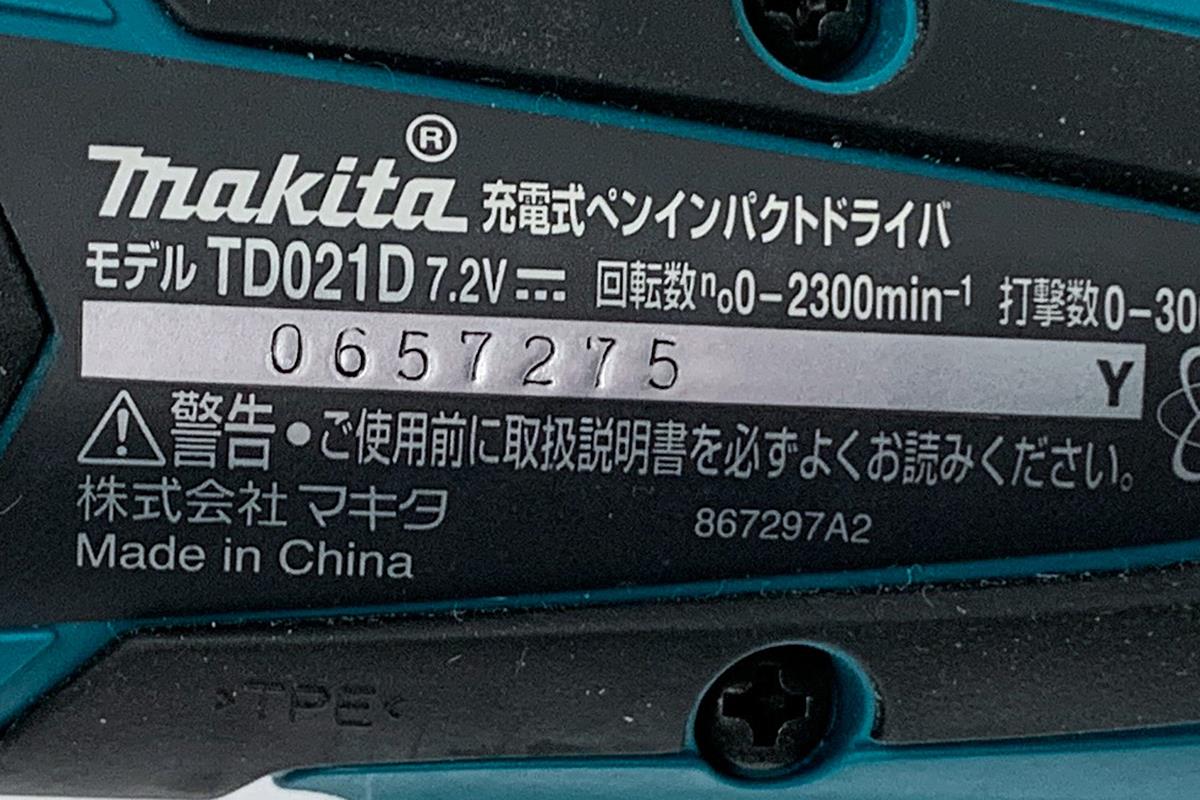 makita® 充電式ペンインパクトドライバ
モデル TD021D 7.2V⎓ 回転数n₀0−2300min⁻¹ 打撃数0−30
0657275 Y
⚠警告●ご使用前に取扱説明書を必ずよくお読みください。
株式会社 マキタ 867297A2
Made in China
>TPE<